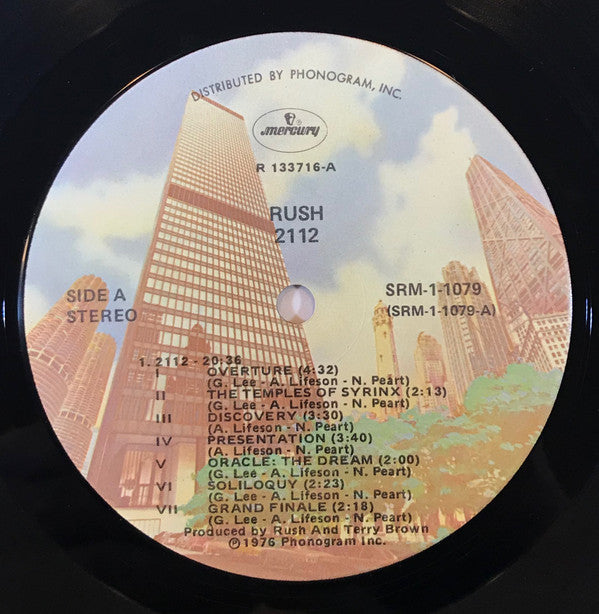 DISTRIBUTED BY PHONOGRAM, INC.
mercury ®
R 133716-A
RUSH
2112
SIDE A
STEREO
SRM-1-1079
(SRM-1-1079-A)
1. 2112 - 20:36
I OVERTURE (4:32)
(G. Lee - A. Lifeson - N. Peart)
II THE TEMPLES OF SYRINX (2:13)
(G. Lee - A. Lifeson - N. Peart)
III DISCOVERY (3:30)
(A. Lifeson - N. Peart)
IV PRESENTATION (3:40)
(A. Lifeson - N. Peart)
V ORACLE: THE DREAM (2:00)
(G. Lee - A. Lifeson - N. Peart)
VI SOLILOQUY (2:23)
(G. Lee - A. Lifeson - N. Peart)
VII GRAND FINALE (2:18)
(G. Lee - A. Lifeson - N. Peart)
Produced by Rush And Terry Brown
℗1976 Phonogram Inc.